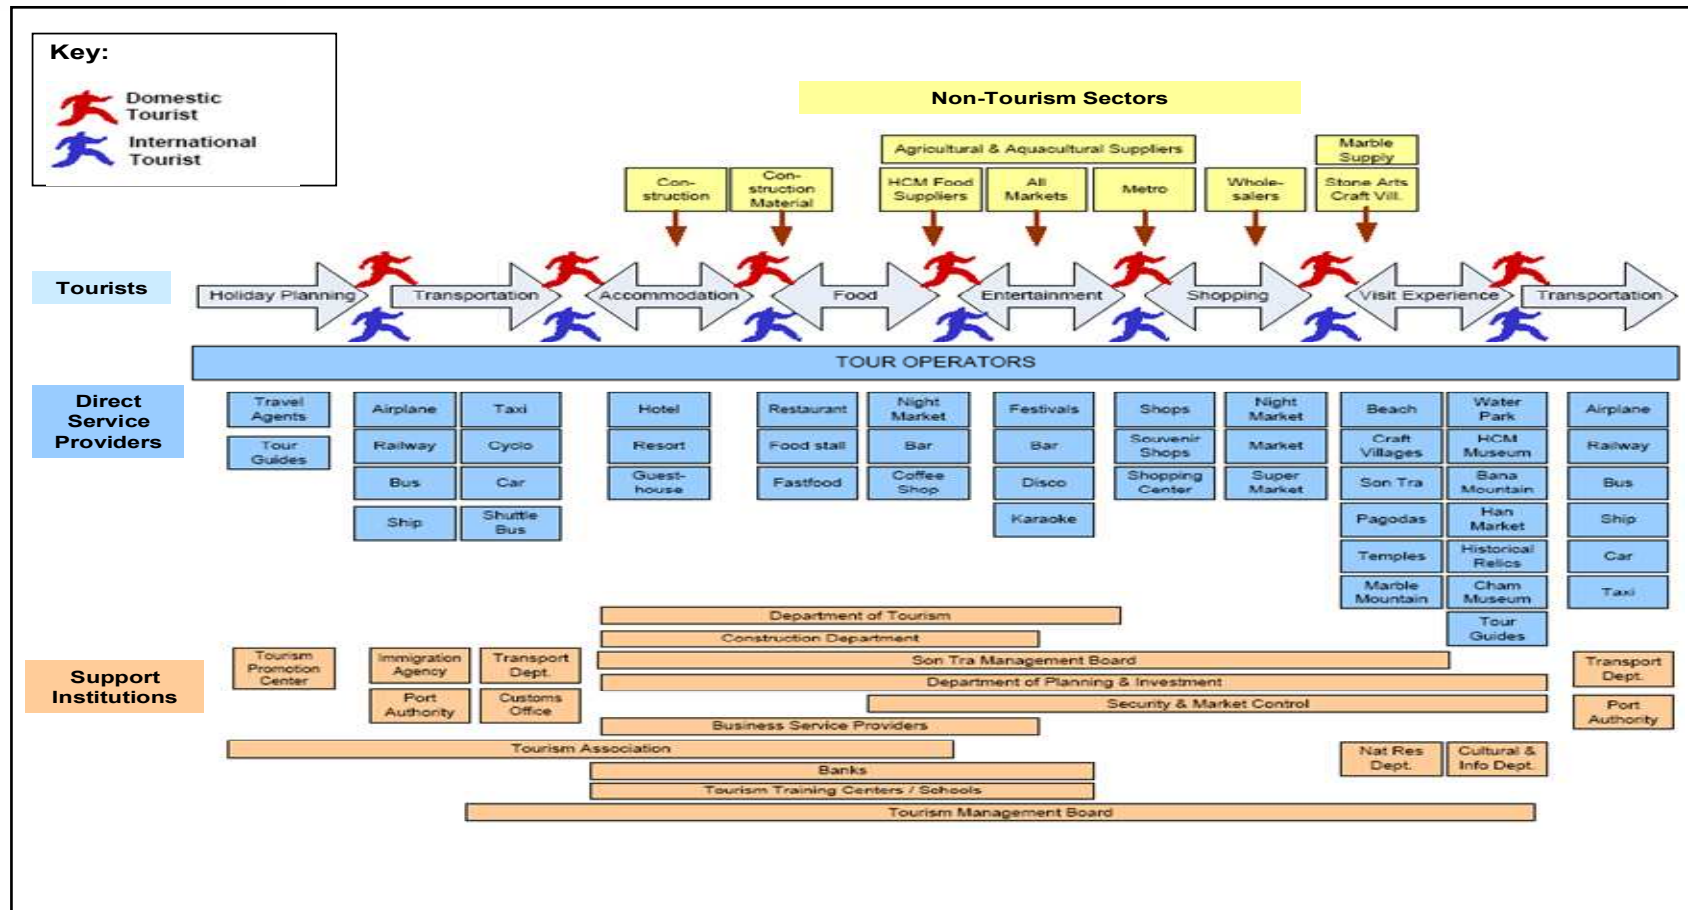 Key:
Domestic
Tourist
International
Tourist
Non-Tourism Sectors
Agricultural & Aquacultural Suppliers
Marble
Supply
Con-
struction
Con-
struction
Material
HCM Food
Suppliers
All
Markets
Metro
Whole-
salers
Stone Arts
Craft Vill.
Tourists
Holiday Planning
Transportation
Accommodation
Food
Entertainment
Shopping
Visit Experience
Transportation
TOUR OPERATORS
Direct
Service
Providers
Travel
Agents
Tour
Guides
Airplane
Railway
Bus
Ship
Taxi
Cyclo
Car
Shuttle
Bus
Hotel
Resort
Guest-
house
Restaurant
Food stall
Fastfood
Night
Market
Bar
Coffee
Shop
Festivals
Bar
Disco
Karaoke
Shops
Souvenir
Shops
Shopping
Center
Night
Market
Market
Super
Market
Beach
Craft
Villages
Son Tra
Pagodas
Temples
Marble
Mountain
Water
Park
HCM
Museum
Bana
Mountain
Han
Market
Historical
Relics
Cham
Museum
Tour
Guides
Airplane
Railway
Bus
Ship
Car
Taxi
Support
Institutions
Tourism
Promotion
Center
Immigration
Agency
Port
Authority
Transport
Dept.
Customs
Office
Department of Tourism
Construction Department
Son Tra Management Board
Department of Planning & Investment
Security & Market Control
Business Service Providers
Tourism Association
Banks
Tourism Training Centers / Schools
Tourism Management Board
Nat Res
Dept.
Cultural &
Info Dept.
Transport
Dept.
Port
Authority